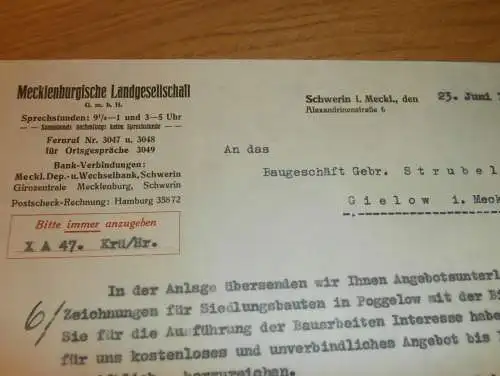 Mecklenburgische Landgesellschaft
G. m. b. H.
Sprechstunden: 9½–1 und 3–5 Uhr
Sonnabends nachmittags keine Sprechstunde
Fernruf Nr. 3047 u. 3048
für Ortsgespräche 3049
Bank-Verbindungen:
Meckl. Dep.- u. Wechselbank, Schwerin
Girozentrale Mecklenburg, Schwerin
Postscheck-Rechnung: Hamburg 35872
Bitte immer anzugeben
X A 47. Krü/Hr.
Schwerin i. Meckl., den 23. Juni
Alexandrinenstraße 6
An das
Baugeschäft Gebr. Strubel
Gielow i. Meck
6/
In der Anlage übersenden wir Ihnen Angebotsunterl
Zeichnungen für Siedlungsbauten in Poggelow mit der Bi
Sie für die Ausführung der Bauarbeiten Interesse habe
für uns kostenloses und unverbindliches Angebot bis
herzureichen.